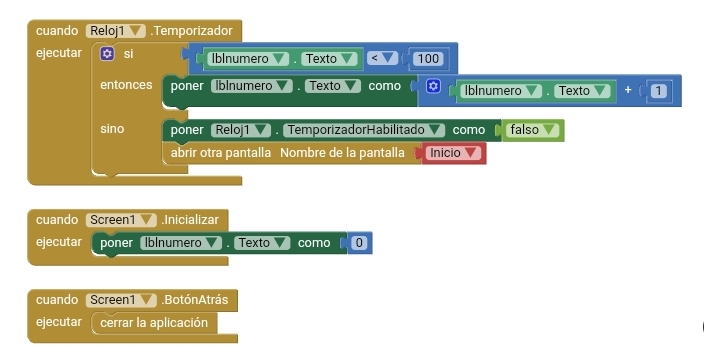 cuando Reloj1 .Temporizador
ejecutar si lblnumero . Texto < 100
entonces poner lblnumero . Texto como lblnumero . Texto + 1
sino poner Reloj1 . TemporizadorHabilitado como falso
abrir otra pantalla Nombre de la pantalla Inicio
cuando Screen1 .Inicializar
ejecutar poner lblnumero . Texto como 0
cuando Screen1 .BotónAtrás
ejecutar cerrar la aplicación